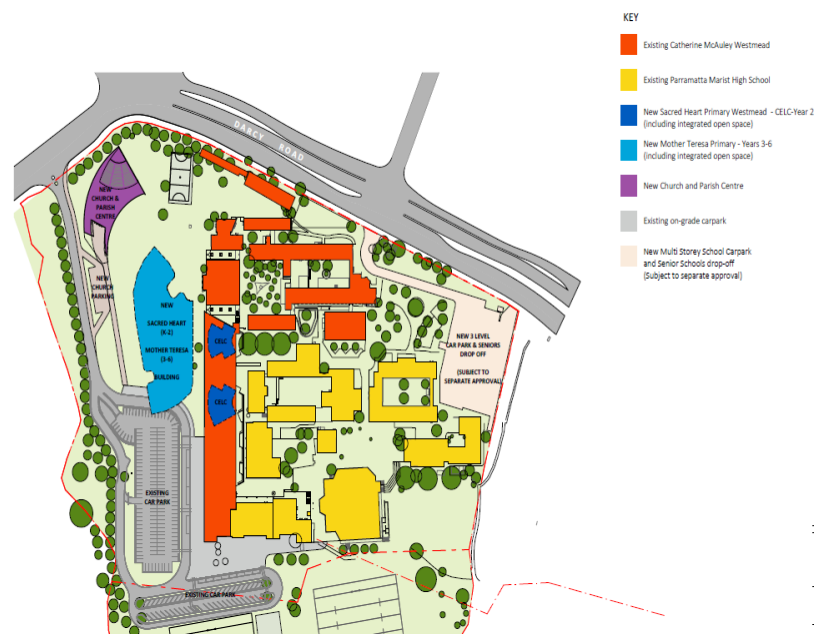 KEY
Existing Catherine McAuley Westmead
Existing Parramatta Marist High School
New Sacred Heart Primary Westmead - CELC-Year 2
(including integrated open space)
New Mother Teresa Primary - Years 3-6
(including integrated open space)
New Church and Parish Centre
Existing on-grade carpark
New Multi Storey School Carpark
and Senior Schools drop-off
(Subject to separate approval)
DARCY ROAD
NEW
CHURCH &
PARISH
CENTRE
NEW
CHURCH
PARKING
NEW
SACRED HEART
(K-2)
MOTHER TERESA
(3-6)
BUILDING
CELC
CELC
NEW 3 LEVEL
CAR PARK & SENIORS
DROP OFF
(SUBJECT TO
SEPARATE APPROVAL)
EXISTING
CAR PARK
EXISTING CAR PARK